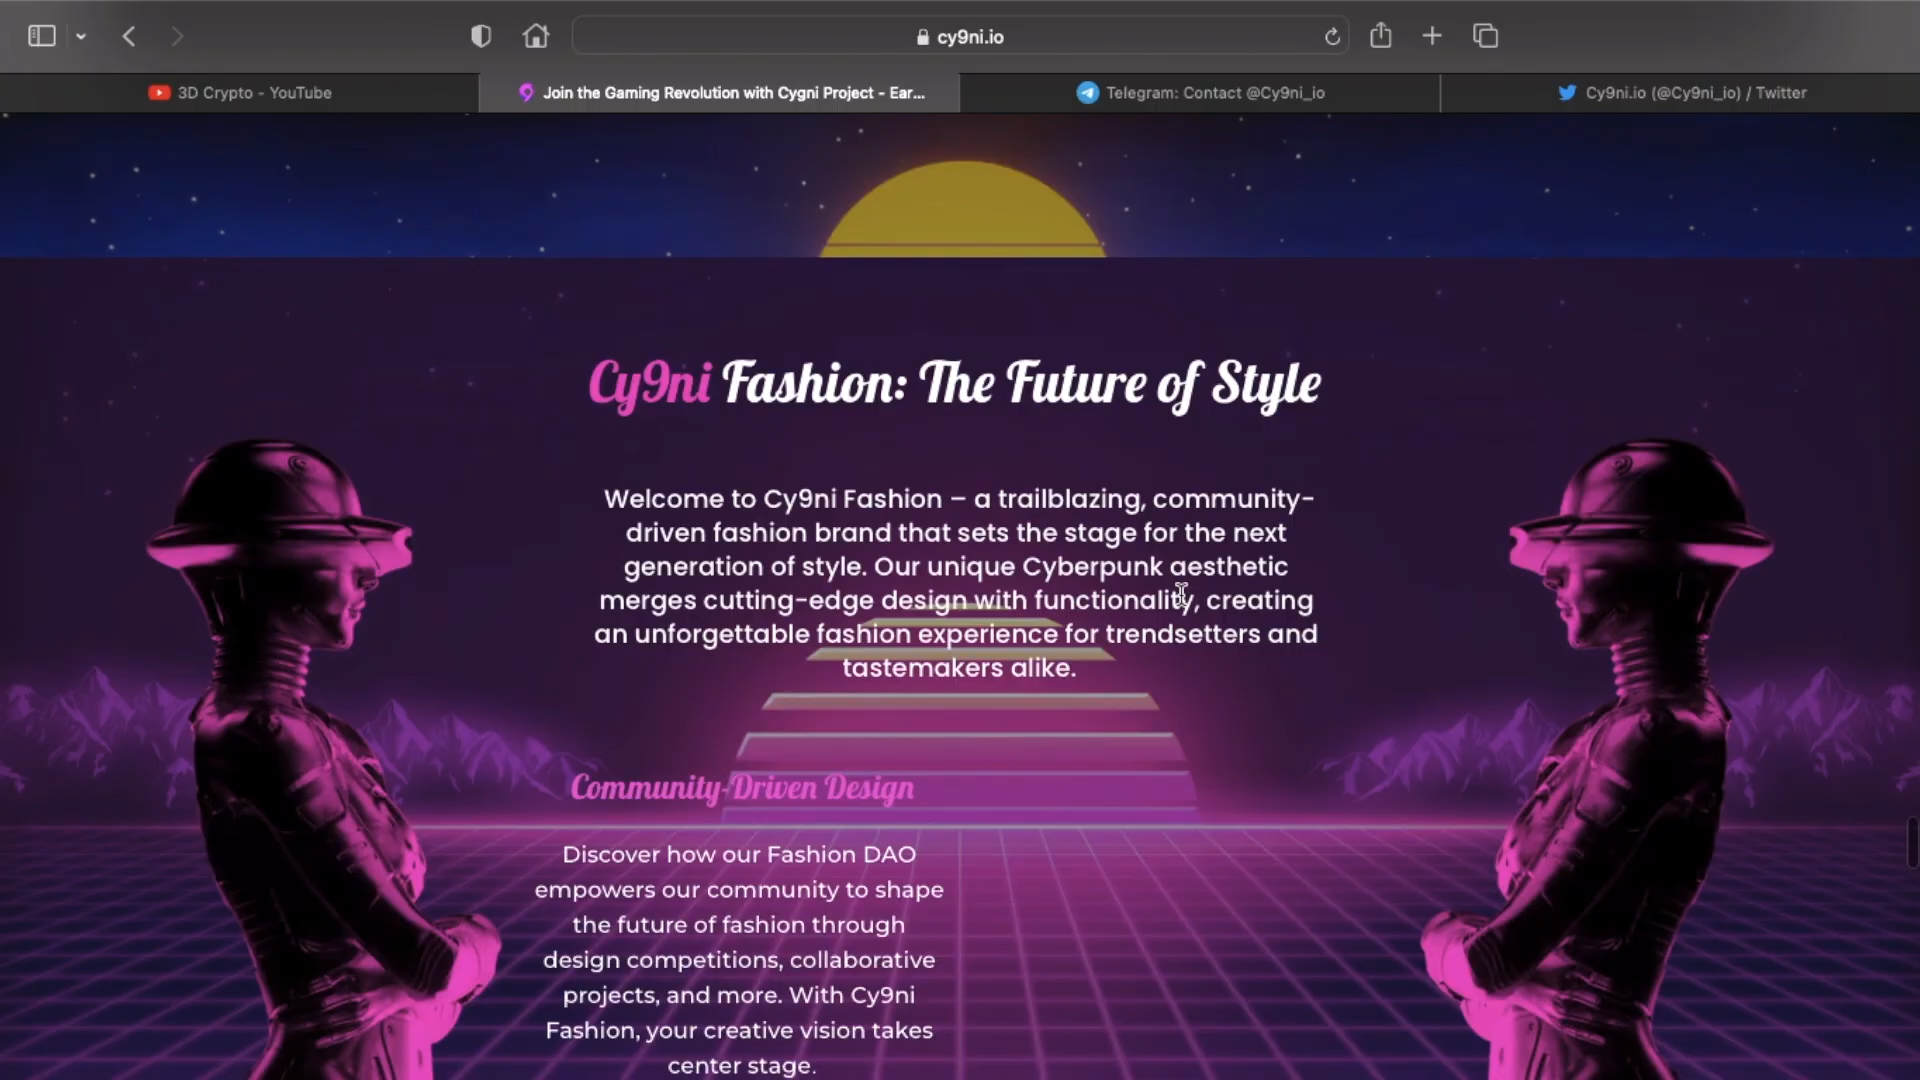 cy9ni.io
3D Crypto - YouTube
Join the Gaming Revolution with Cygni Project - Ear...
Telegram: Contact @Cy9ni_io
Cy9ni.io (@Cy9ni_io) / Twitter
Cy9ni Fashion: The Future of Style
Welcome to Cy9ni Fashion – a trailblazing, community-
driven fashion brand that sets the stage for the next
generation of style. Our unique Cyberpunk aesthetic
merges cutting-edge design with functionality, creating
an unforgettable fashion experience for trendsetters and
tastemakers alike.
Community-Driven Design
Discover how our Fashion DAO
empowers our community to shape
the future of fashion through
design competitions, collaborative
projects, and more. With Cy9ni
Fashion, your creative vision takes
center stage.